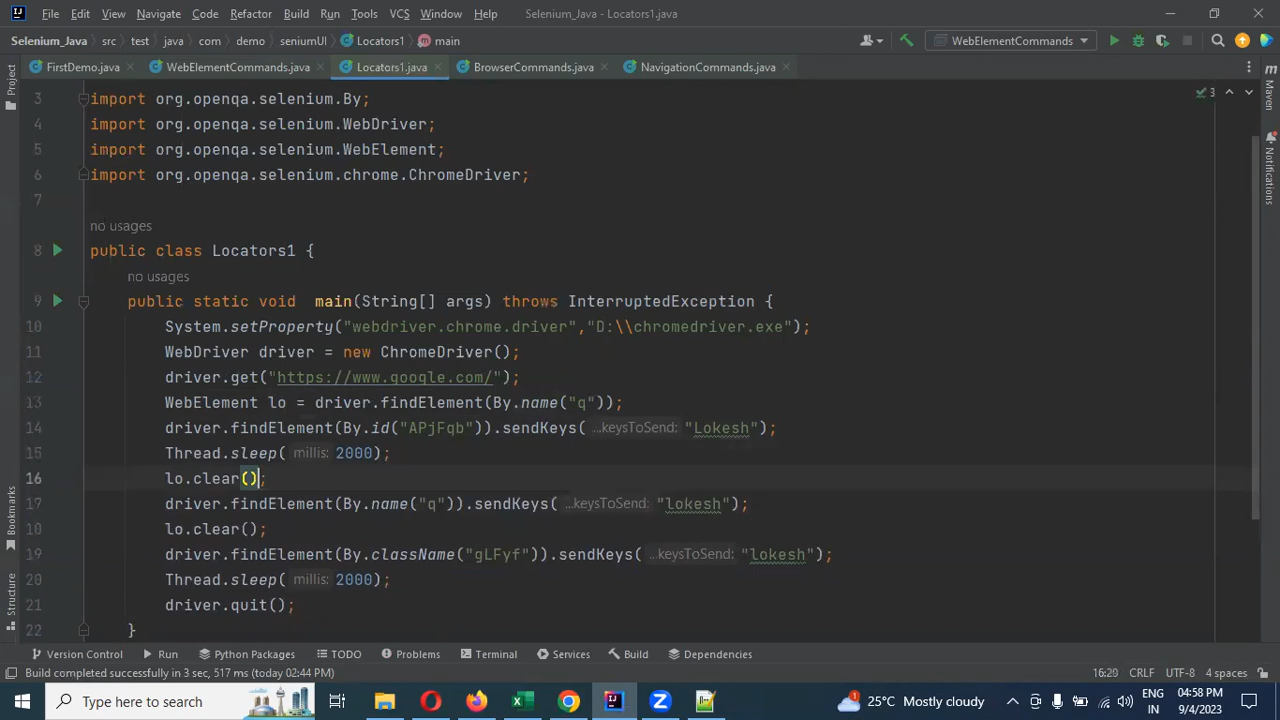 File Edit View Navigate Code Refactor Build Run Tools VCS Window Help Selenium_Java - Locators1.java
Selenium_Java src test java com demo seniumUI Locators1 main WebElementCommands
FirstDemo.java WebElementCommands.java Locators1.java BrowserCommands.java NavigationCommands.java
Project
Maven
Notifications
Bookmarks
Structure
3
3 import org.openqa.selenium.By;
4 import org.openqa.selenium.WebDriver;
5 import org.openqa.selenium.WebElement;
6 import org.openqa.selenium.chrome.ChromeDriver;
7
no usages
8 public class Locators1 {
no usages
9 public static void  main(String[] args) throws InterruptedException {
10 System.setProperty("webdriver.chrome.driver","D:\\chromedriver.exe");
11 WebDriver driver = new ChromeDriver();
12 driver.get("https://www.google.com/");
13 WebElement lo = driver.findElement(By.name("q"));
14 driver.findElement(By.id("APjFqb")).sendKeys( ...keysToSend: "Lokesh");
15 Thread.sleep( millis: 2000);
16 lo.clear();
17 driver.findElement(By.name("q")).sendKeys( ...keysToSend: "lokesh");
18 lo.clear();
19 driver.findElement(By.className("gLFyf")).sendKeys( ...keysToSend: "lokesh");
20 Thread.sleep( millis: 2000);
21 driver.quit();
22 }
Version Control Run Python Packages TODO Problems Terminal Services Build Dependencies
Build completed successfully in 3 sec, 517 ms (today 02:44 PM) 16:20 CRLF UTF-8 4 spaces
Type here to search 25°C Mostly cloudy ENG IN 04:58 PM 9/4/2023